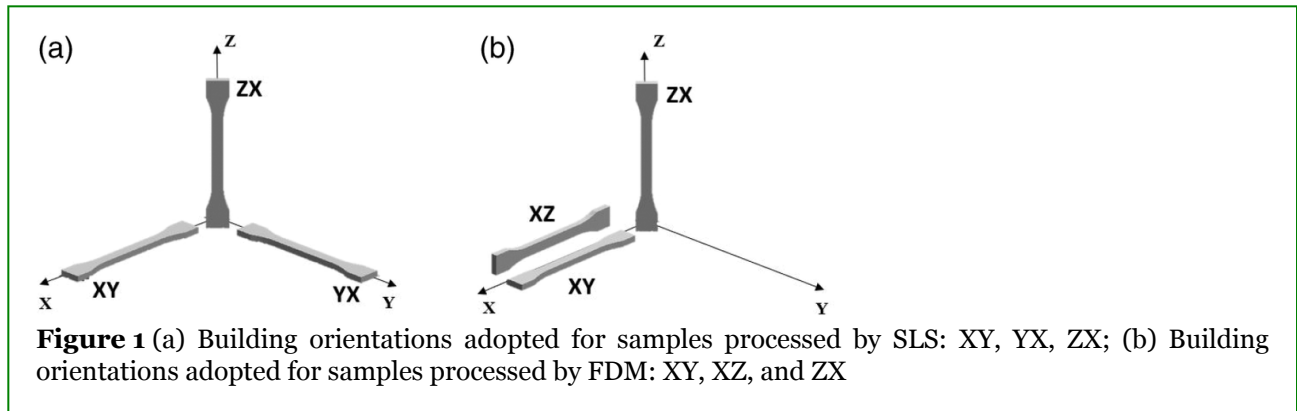 (a)
Z
ZX
XY
X
YX
Y
(b)
Z
ZX
XZ
XY
X
Y
Figure 1 (a) Building orientations adopted for samples processed by SLS: XY, YX, ZX; (b) Building
orientations adopted for samples processed by FDM: XY, XZ, and ZX